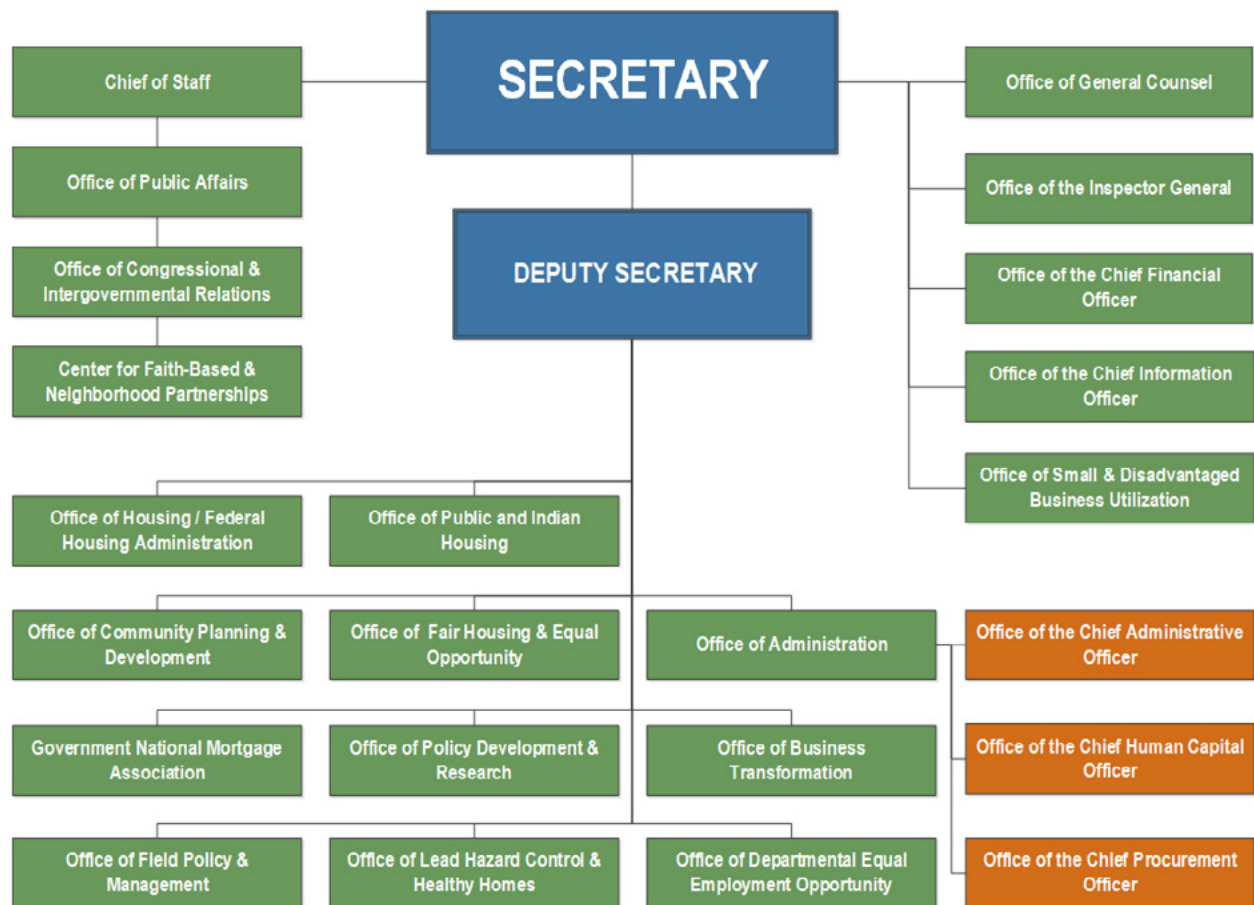 SECRETARY
Chief of Staff
Office of General Counsel
Office of Public Affairs
Office of the Inspector General
DEPUTY SECRETARY
Office of Congressional &
Intergovernmental Relations
Office of the Chief Financial
Officer
Center for Faith-Based &
Neighborhood Partnerships
Office of the Chief Information
Officer
Office of Small & Disadvantaged
Business Utilization
Office of Housing / Federal
Housing Administration
Office of Public and Indian
Housing
Office of Community Planning &
Development
Office of Fair Housing & Equal
Opportunity
Office of Administration
Office of the Chief Administrative
Officer
Government National Mortgage
Association
Office of Policy Development &
Research
Office of Business
Transformation
Office of the Chief Human Capital
Officer
Office of Field Policy &
Management
Office of Lead Hazard Control &
Healthy Homes
Office of Departmental Equal
Employment Opportunity
Office of the Chief Procurement
Officer